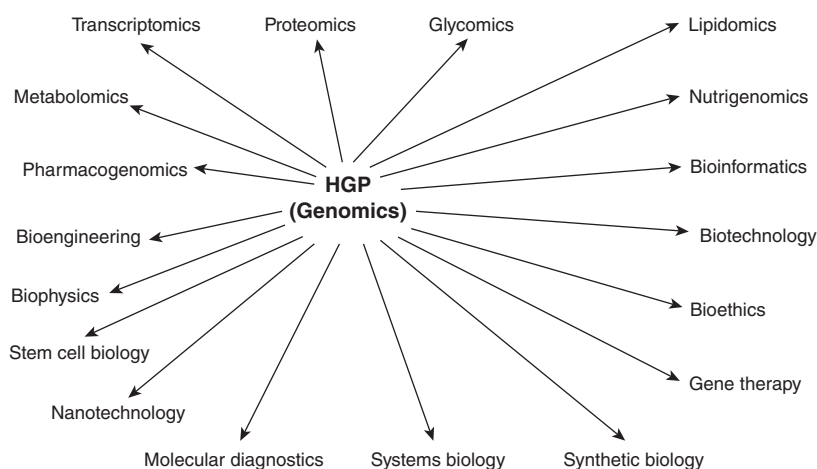 Transcriptomics
Proteomics
Glycomics
Lipidomics
Metabolomics
Nutrigenomics
Pharmacogenomics
Bioinformatics
HGP
(Genomics)
Bioengineering
Biotechnology
Biophysics
Bioethics
Stem cell biology
Gene therapy
Nanotechnology
Molecular diagnostics
Systems biology
Synthetic biology